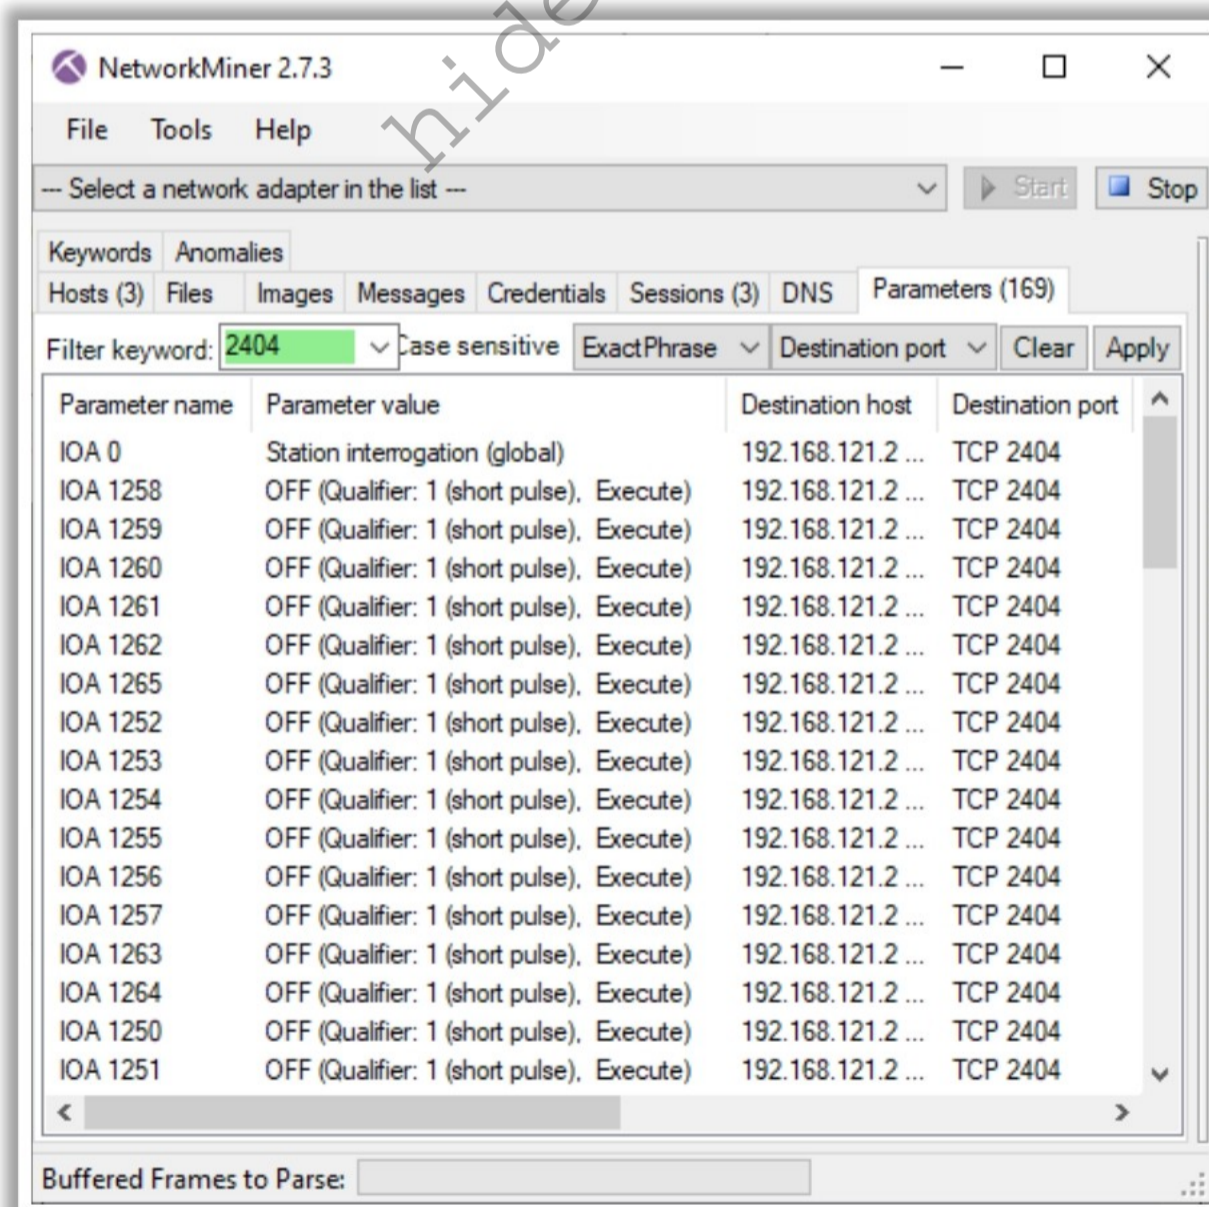 hide
NetworkMiner 2.7.3
File Tools Help
--- Select a network adapter in the list --- Start Stop
Keywords Anomalies
Hosts (3) Files Images Messages Credentials Sessions (3) DNS Parameters (169)
Filter keyword: 2404 Case sensitive ExactPhrase Destination port Clear Apply
Parameter name Parameter value Destination host Destination port
IOA 0 Station interrogation (global) 192.168.121.2 ... TCP 2404
IOA 1258 OFF (Qualifier: 1 (short pulse), Execute) 192.168.121.2 ... TCP 2404
IOA 1259 OFF (Qualifier: 1 (short pulse), Execute) 192.168.121.2 ... TCP 2404
IOA 1260 OFF (Qualifier: 1 (short pulse), Execute) 192.168.121.2 ... TCP 2404
IOA 1261 OFF (Qualifier: 1 (short pulse), Execute) 192.168.121.2 ... TCP 2404
IOA 1262 OFF (Qualifier: 1 (short pulse), Execute) 192.168.121.2 ... TCP 2404
IOA 1265 OFF (Qualifier: 1 (short pulse), Execute) 192.168.121.2 ... TCP 2404
IOA 1252 OFF (Qualifier: 1 (short pulse), Execute) 192.168.121.2 ... TCP 2404
IOA 1253 OFF (Qualifier: 1 (short pulse), Execute) 192.168.121.2 ... TCP 2404
IOA 1254 OFF (Qualifier: 1 (short pulse), Execute) 192.168.121.2 ... TCP 2404
IOA 1255 OFF (Qualifier: 1 (short pulse), Execute) 192.168.121.2 ... TCP 2404
IOA 1256 OFF (Qualifier: 1 (short pulse), Execute) 192.168.121.2 ... TCP 2404
IOA 1257 OFF (Qualifier: 1 (short pulse), Execute) 192.168.121.2 ... TCP 2404
IOA 1263 OFF (Qualifier: 1 (short pulse), Execute) 192.168.121.2 ... TCP 2404
IOA 1264 OFF (Qualifier: 1 (short pulse), Execute) 192.168.121.2 ... TCP 2404
IOA 1250 OFF (Qualifier: 1 (short pulse), Execute) 192.168.121.2 ... TCP 2404
IOA 1251 OFF (Qualifier: 1 (short pulse), Execute) 192.168.121.2 ... TCP 2404
Buffered Frames to Parse: